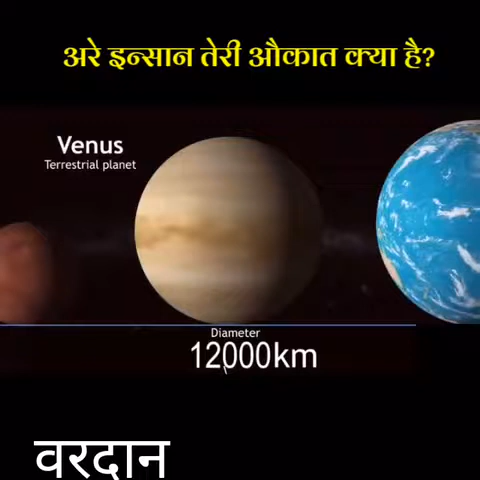 अरे इन्सान तेरी औकात क्या है?
Venus
Terrestrial planet
Diameter
12000km
वरदान